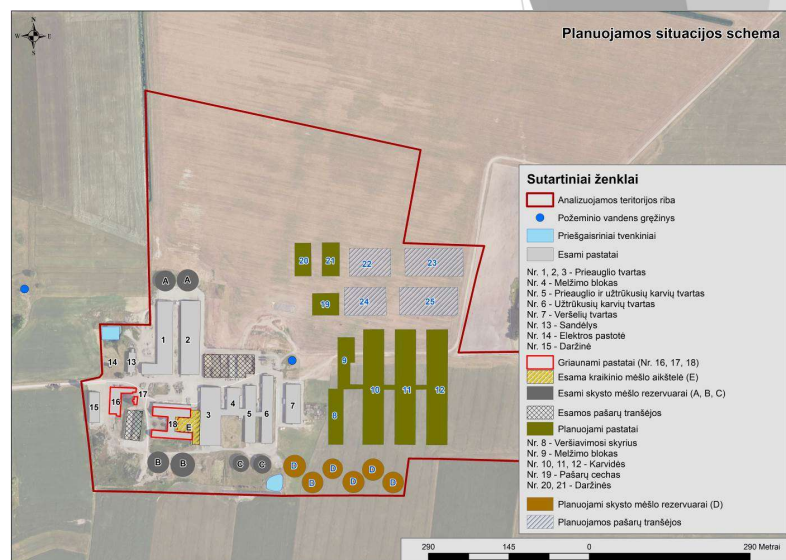 Planuojamos situacijos schema
N
W
E
S
Sutartiniai ženklai
Analizuojamos teritorijos riba
Požeminio vandens gręžinys
Priešgaisriniai tvenkiniai
Esami pastatai
Nr. 1, 2, 3 - Prieauglio tvartas
Nr. 4 - Melžimo blokas
Nr. 5 - Prieauglio ir užtrūkusių karvių tvartas
Nr. 6 - Užtrūkusių karvių tvartas
Nr. 7 - Veršelių tvartas
Nr. 13 - Sandėlys
Nr. 14 - Elektros pastotė
Nr. 15 - Daržinė
Griaunami pastatai (Nr. 16, 17, 18)
Esama kraikinio mėšlo aikštelė (E)
Esami skysto mėšlo rezervuarai (A, B, C)
Esamos pašarų tranšėjos
Planuojami pastatai
Nr. 8 - Veršiavimosi skyrius
Nr. 9 - Melžimo blokas
Nr. 10, 11, 12 - Karvidės
Nr. 19 - Pašarų cechas
Nr. 20, 21 - Daržinės
Planuojami skysto mėšlo rezervuarai (D)
Planuojamos pašarų tranšėjos
20
21
22
23
19
24
25
A
A
1
2
14
13
9
10
11
12
15
16
17
18
E
3
4
5
6
7
8
B
B
C
C
D
D
D
D
D
D
290
145
0
290 Metrai